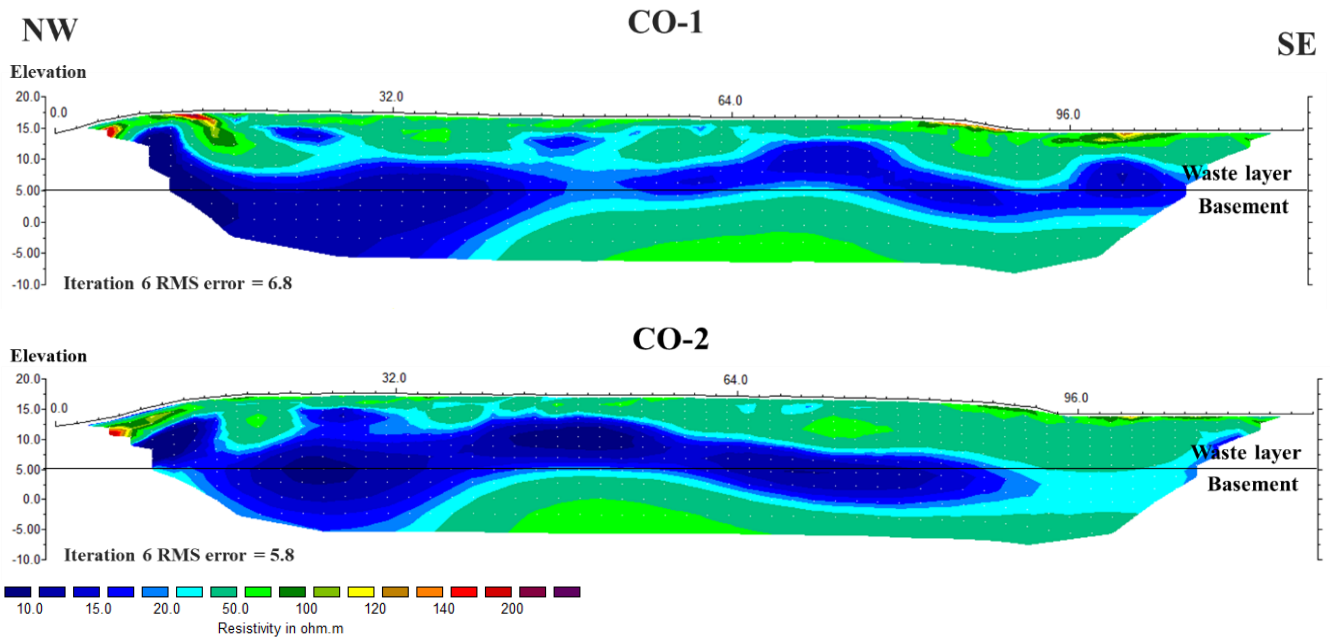 NW
CO-1
SE
Elevation
20.0
0.0
32.0
64.0
96.0
15.0
10.0
5.00
Waste layer
Basement
0.0
-5.0
-10.0
Iteration 6 RMS error = 6.8
CO-2
Elevation
20.0
0.0
32.0
64.0
96.0
15.0
10.0
5.00
Waste layer
Basement
0.0
-5.0
-10.0
Iteration 6 RMS error = 5.8
10.0 15.0 20.0 50.0 100 120 140 200
Resistivity in ohm.m